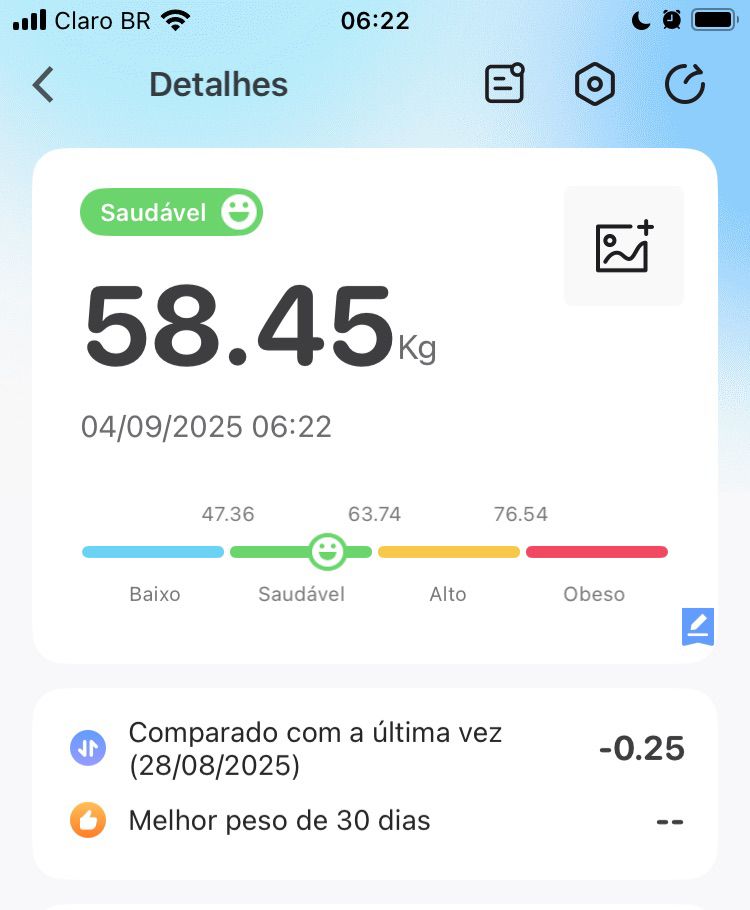 Claro BR
06:22
Detalhes
Saudável
58.45Kg
04/09/2025 06:22
47.36 63.74 76.54
Baixo Saudável Alto Obeso
Comparado com a última vez
(28/08/2025)
-0.25
Melhor peso de 30 dias
--